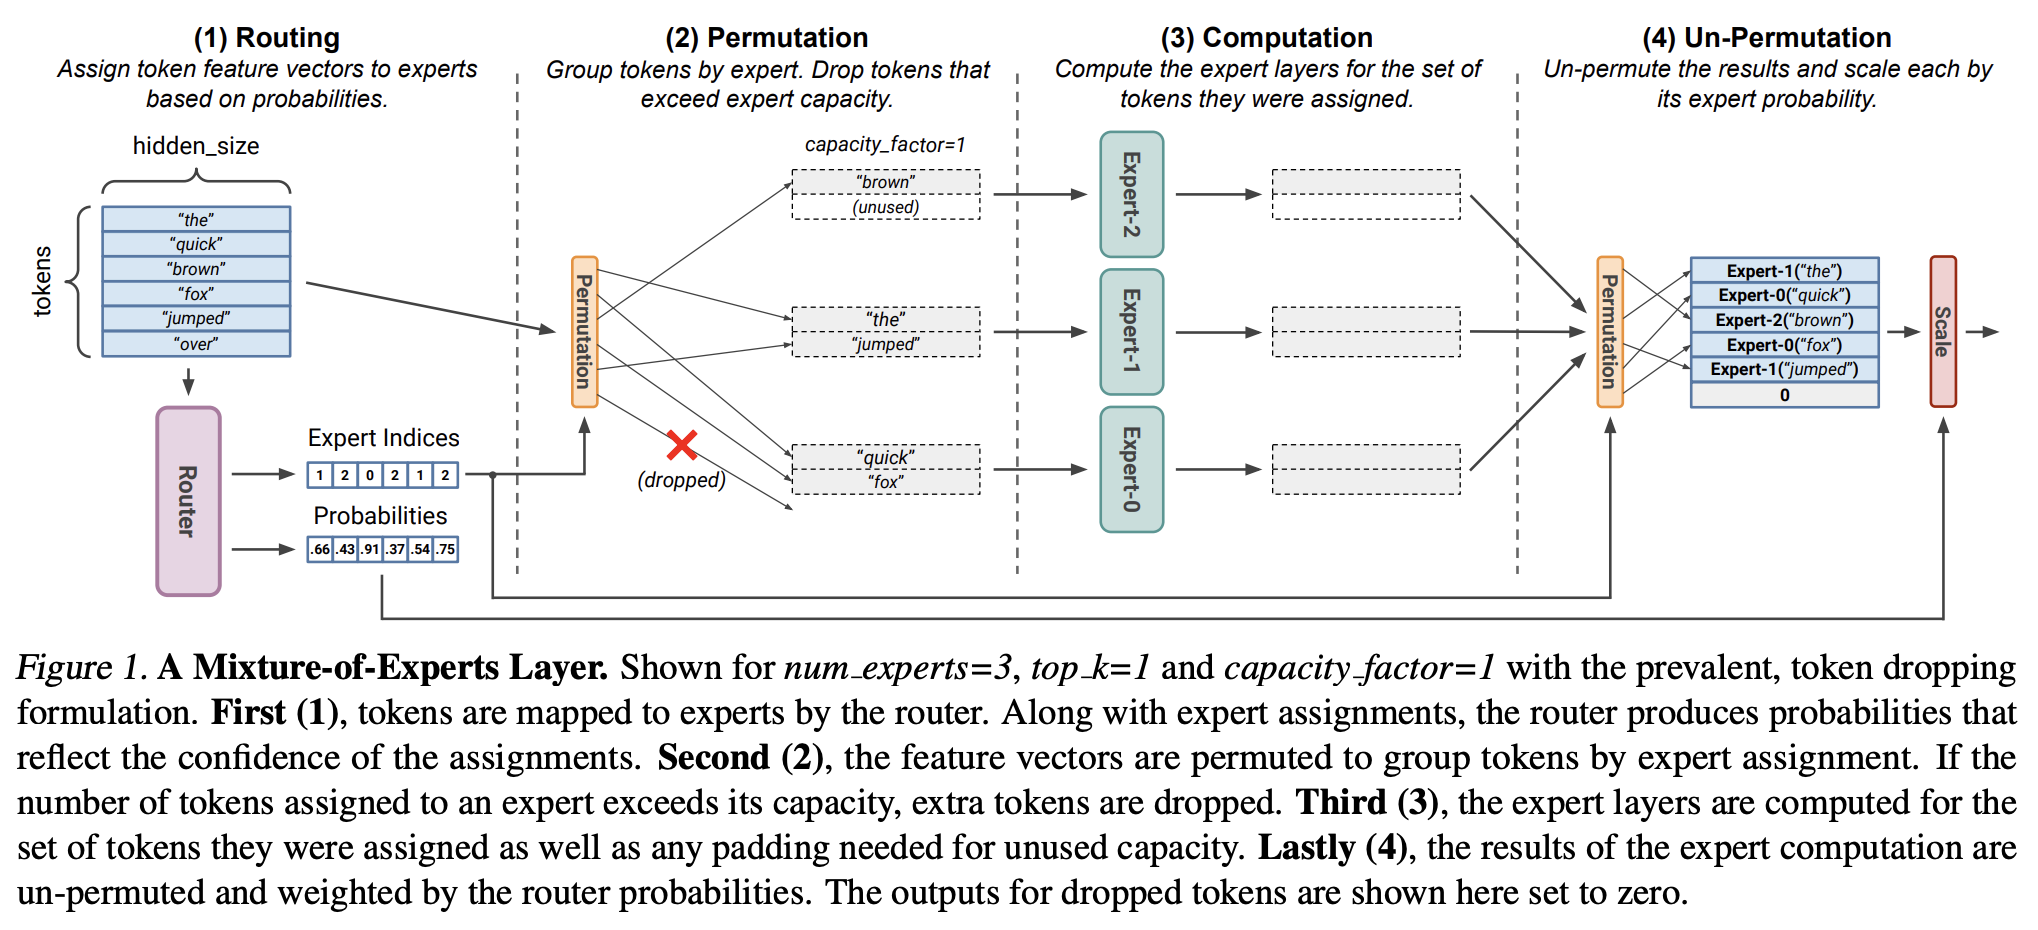 (1) Routing
Assign token feature vectors to experts
based on probabilities.
hidden_size
tokens
"the"
"quick"
"brown"
"fox"
"jumped"
"over"
Router
Expert Indices
1 2 0 2 1 2
Probabilities
.66 .43 .91 .37 .54 .75
(2) Permutation
Group tokens by expert. Drop tokens that
exceed expert capacity.
capacity_factor=1
Permutation
"brown"
(unused)
"the"
"jumped"
"quick"
"fox"
(dropped)
(3) Computation
Compute the expert layers for the set of
tokens they were assigned.
Expert-2
Expert-1
Expert-0
(4) Un-Permutation
Un-permute the results and scale each by
its expert probability.
Permutation
Expert-1("the")
Expert-0("quick")
Expert-2("brown")
Expert-0("fox")
Expert-1("jumped")
0
Scale
Figure 1. A Mixture-of-Experts Layer. Shown for num_experts=3, top_k=1 and capacity_factor=1 with the prevalent, token dropping
formulation. First (1), tokens are mapped to experts by the router. Along with expert assignments, the router produces probabilities that
reflect the confidence of the assignments. Second (2), the feature vectors are permuted to group tokens by expert assignment. If the
number of tokens assigned to an expert exceeds its capacity, extra tokens are dropped. Third (3), the expert layers are computed for the
set of tokens they were assigned as well as any padding needed for unused capacity. Lastly (4), the results of the expert computation are
un-permuted and weighted by the router probabilities. The outputs for dropped tokens are shown here set to zero.